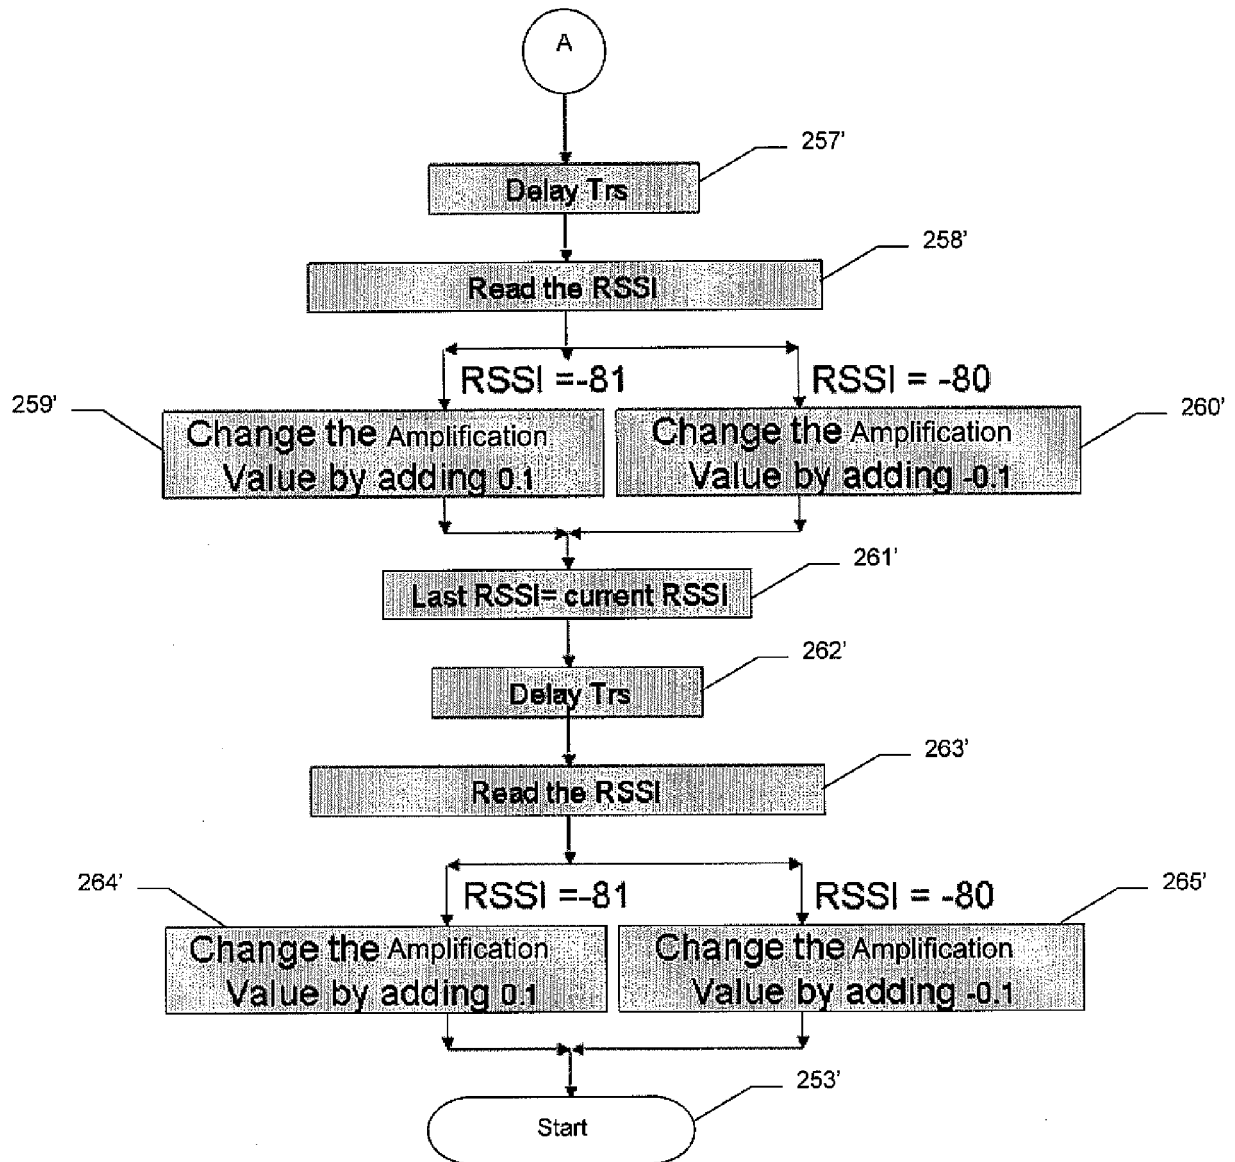 A
257'
Delay Trs
258'
Read the RSSI
RSSI =-81
RSSI = -80
259'
260'
Change the Amplification
Value by adding 0.1
Change the Amplification
Value by adding -0.1
261'
Last RSSI= current RSSI
262'
Delay Trs
263'
Read the RSSI
264'
RSSI =-81
RSSI = -80
265'
Change the Amplification
Value by adding 0.1
Change the Amplification
Value by adding -0.1
253'
Start